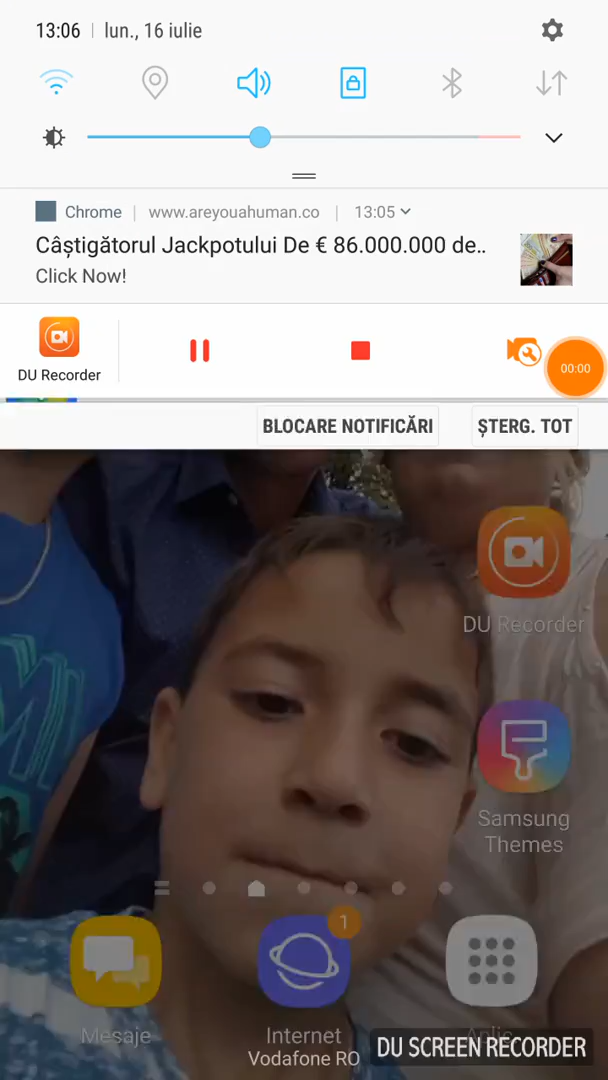 13:06 | lun., 16 iulie
Chrome | www.areyouahuman.co | 13:05
Câștigătorul Jackpotului De € 86.000.000 de..
Click Now!
DU Recorder
00:00
BLOCARE NOTIFICĂRI
ȘTERG. TOT
DU Recorder
Samsung
Themes
1
Mesaje
Internet
Aplic.
Vodafone RO
DU SCREEN RECORDER